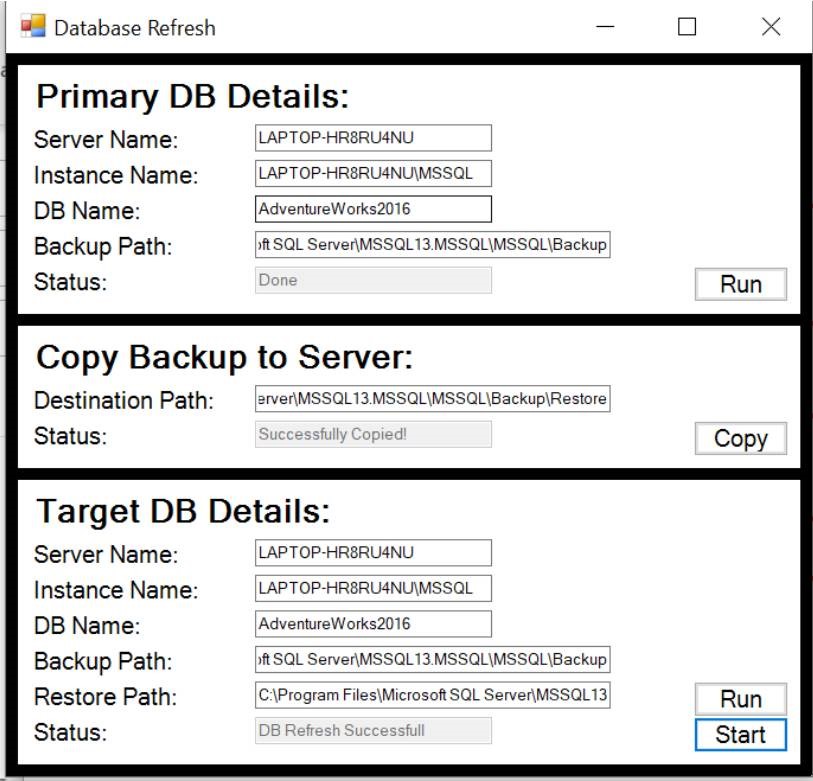 Database Refresh
Primary DB Details:
Server Name: LAPTOP-HR8RU4NU
Instance Name: LAPTOP-HR8RU4NU\MSSQL
DB Name: AdventureWorks2016
Backup Path: oft SQL Server\MSSQL13.MSSQL\MSSQL\Backup
Status: Done Run
Copy Backup to Server:
Destination Path: erver\MSSQL13.MSSQL\MSSQL\Backup\Restore
Status: Successfully Copied! Copy
Target DB Details:
Server Name: LAPTOP-HR8RU4NU
Instance Name: LAPTOP-HR8RU4NU\MSSQL
DB Name: AdventureWorks2016
Backup Path: oft SQL Server\MSSQL13.MSSQL\MSSQL\Backup
Restore Path: C:\Program Files\Microsoft SQL Server\MSSQL13 Run
Status: DB Refresh Successfull Start